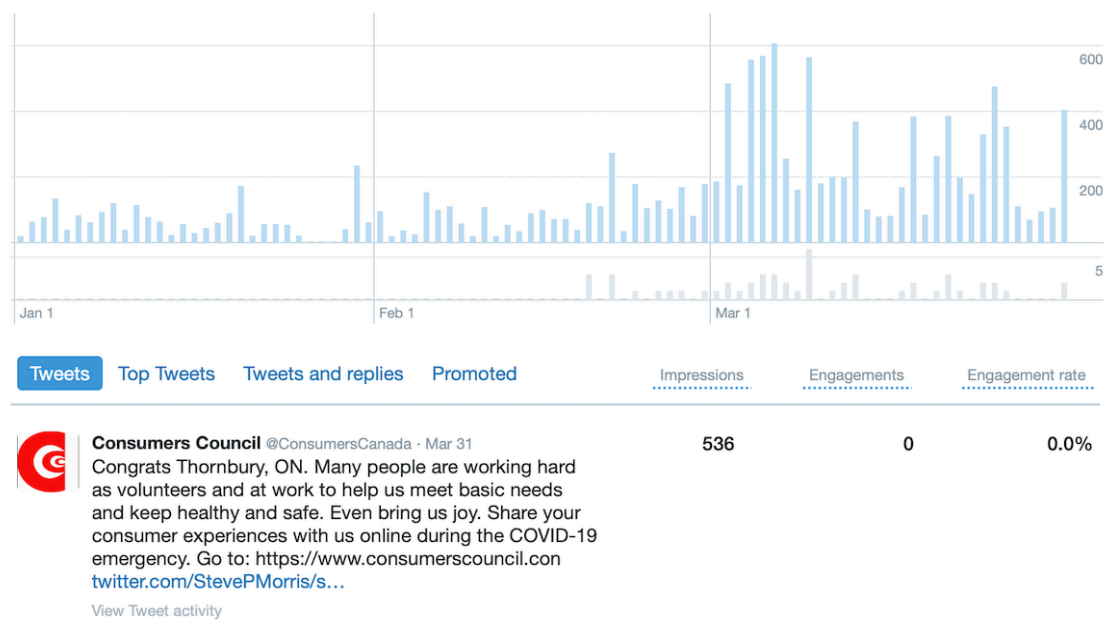 600
400
200
5
Jan 1
Feb 1
Mar 1
Tweets
Top Tweets
Tweets and replies
Promoted
Impressions
Engagements
Engagement rate
Consumers Council @ConsumersCanada · Mar 31
536
0
0.0%
Congrats Thornbury, ON. Many people are working hard
as volunteers and at work to help us meet basic needs
and keep healthy and safe. Even bring us joy. Share your
consumer experiences with us online during the COVID-19
emergency. Go to: https://www.consumerscouncil.con
twitter.com/StevePMorris/s…
View Tweet activity